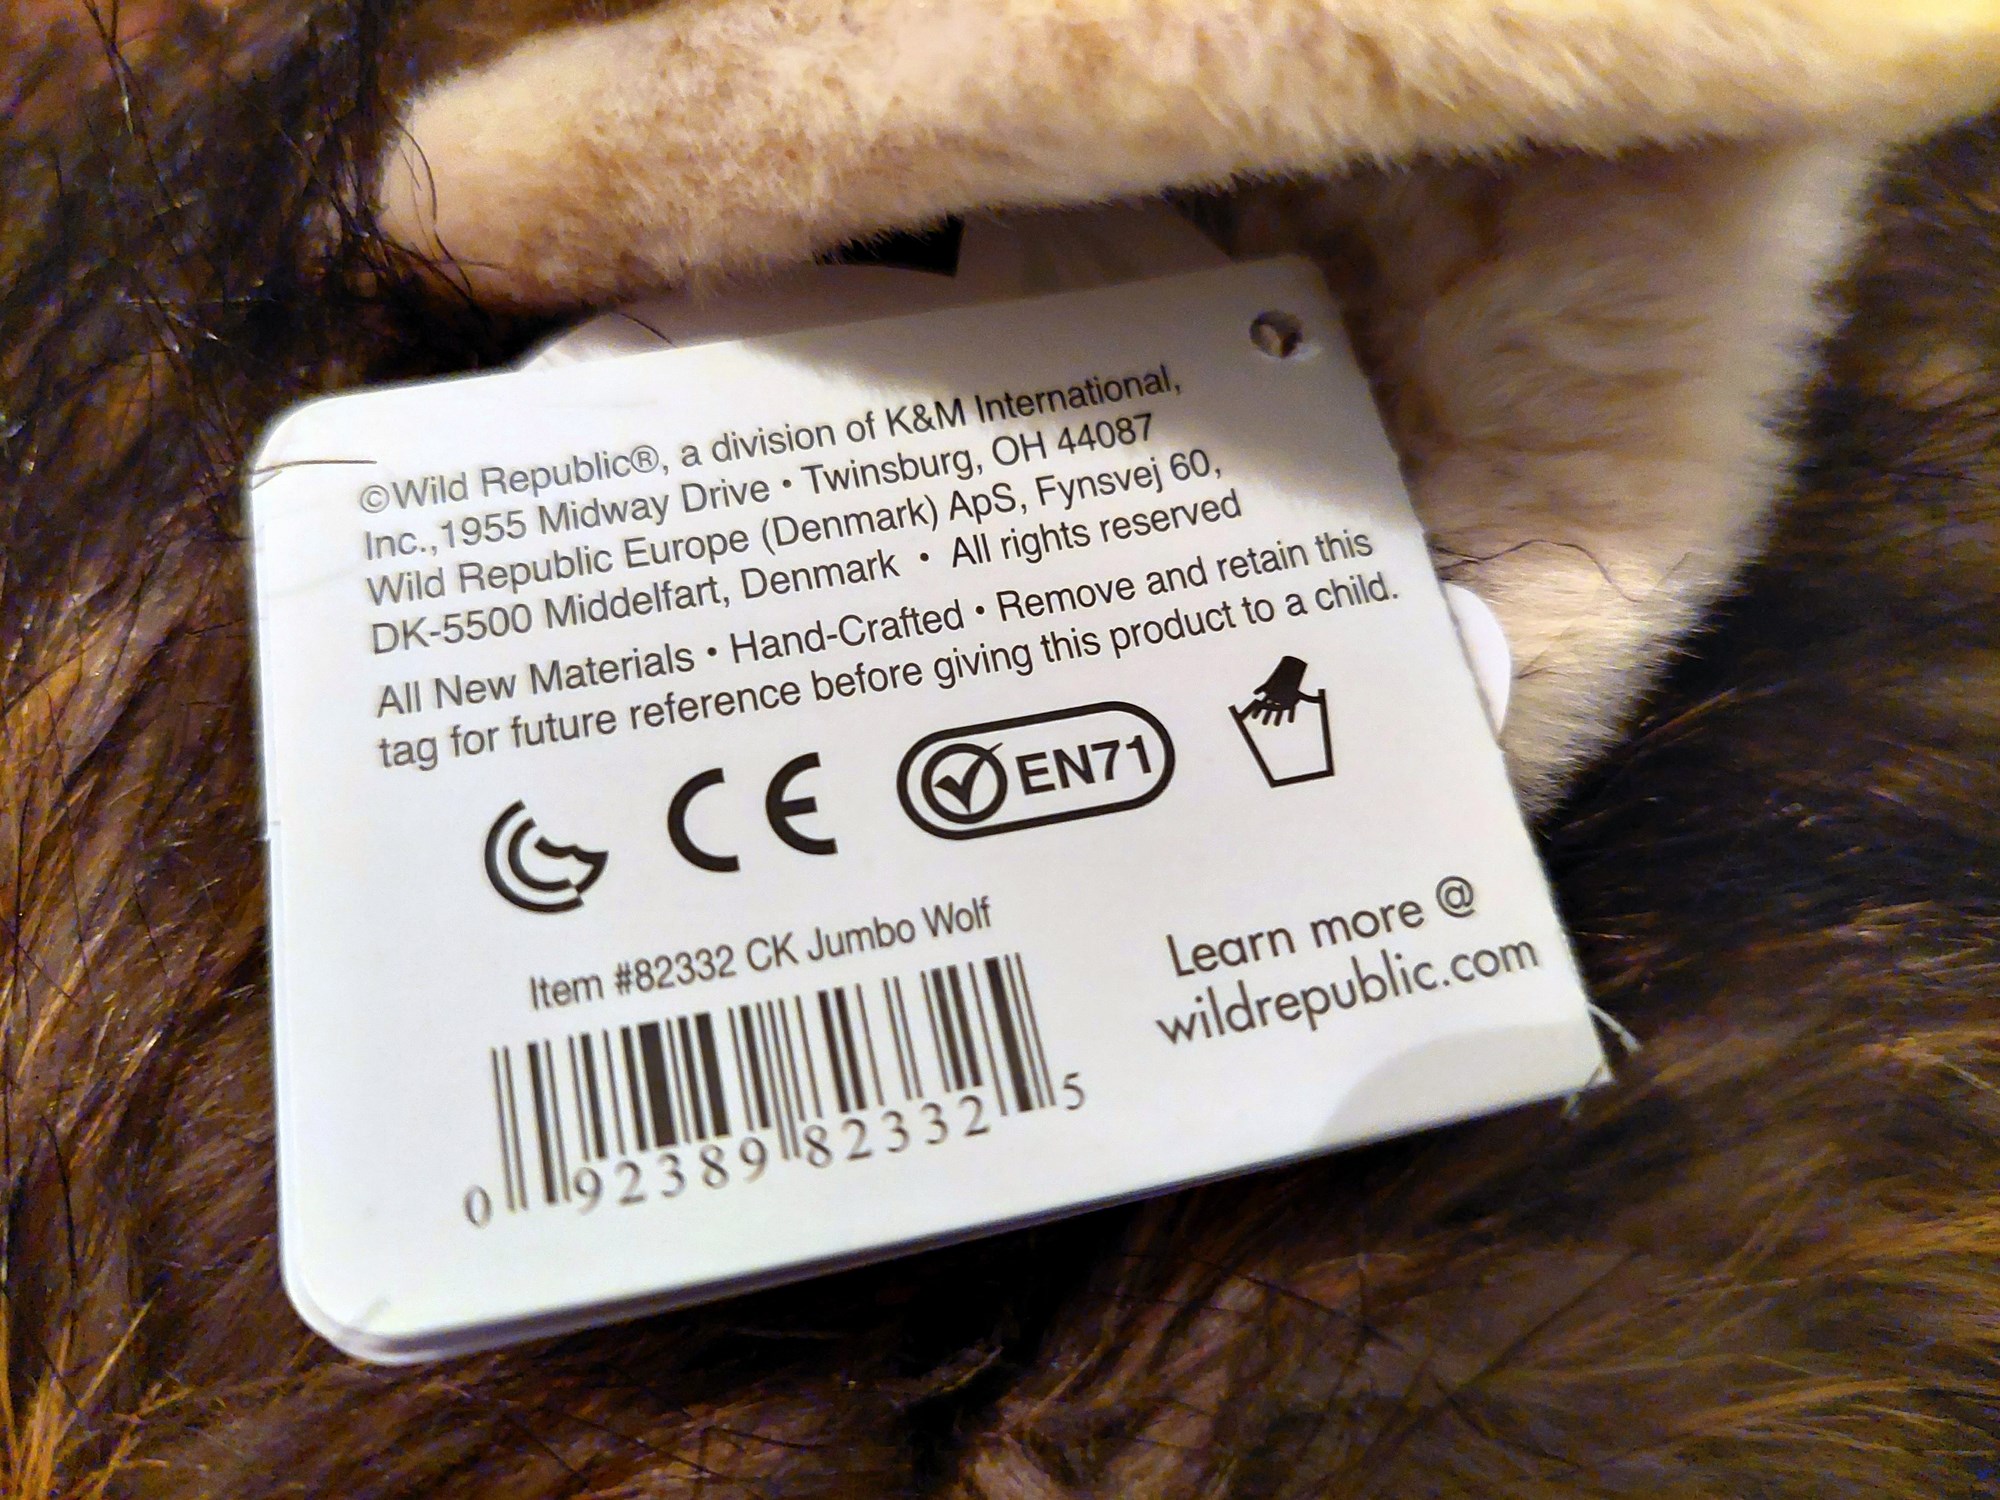 ©Wild Republic®, a division of K&M International,
Inc.,1955 Midway Drive • Twinsburg, OH 44087
Wild Republic Europe (Denmark) ApS, Fynsvej 60,
DK-5500 Middelfart, Denmark • All rights reserved
All New Materials • Hand-Crafted • Remove and retain this
tag for future reference before giving this product to a child.
CE EN71
Item #82332 CK Jumbo Wolf
Learn more @
wildrepublic.com
0 92389 82332 5